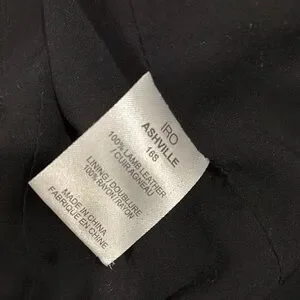 IRO
ASHVILLE
16S
100% LAMB LEATHER
/ CUIR AGNEAU
LINING / DOUBLURE
100% RAYON / RAYON
MADE IN CHINA
FABRIQUE EN CHINE